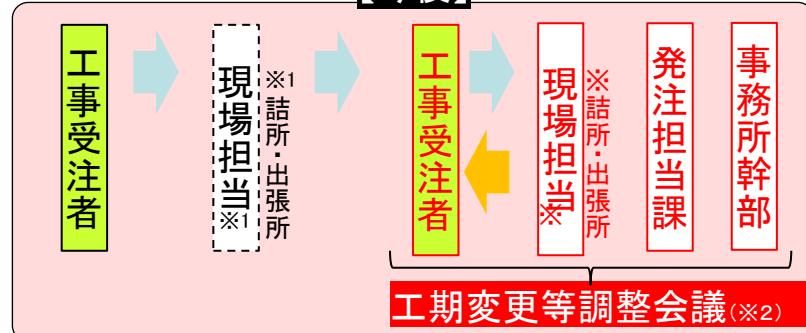 工事受注者
現場担当※1
※1詰所・出張所
工事受注者
現場担当※
※詰所・出張所
発注担当課
事務所幹部
工期変更等調整会議(※2)